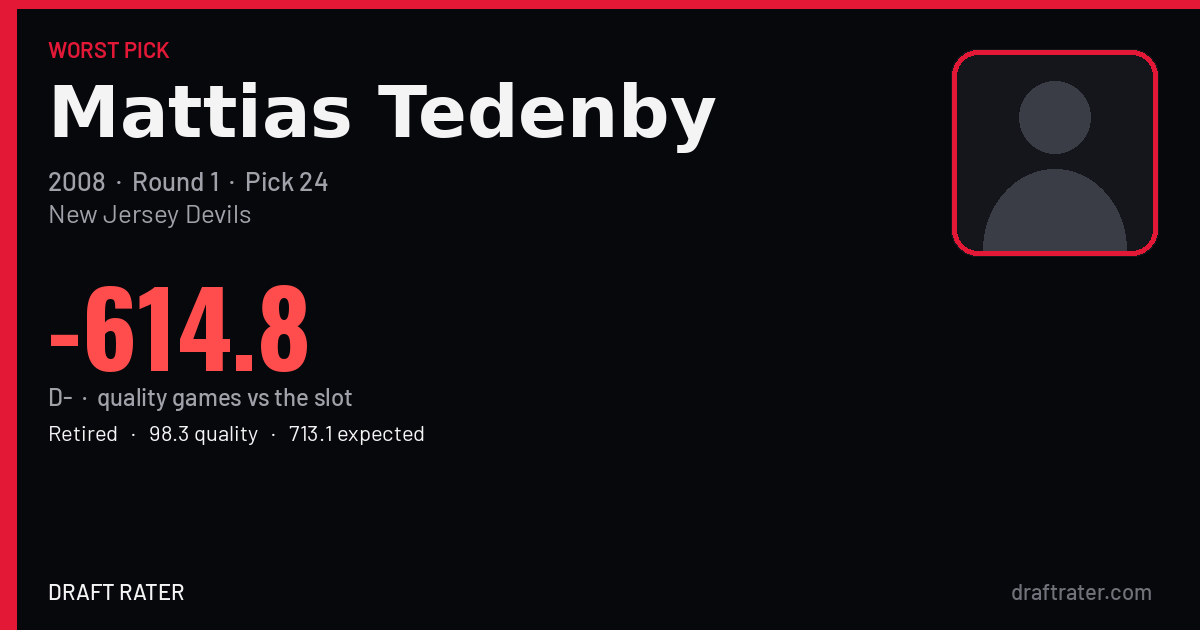 WORST PICK
Mattias Tedenby
2008 · Round 1 · Pick 24
New Jersey Devils
-614.8
D- · quality games vs the slot
Retired · 98.3 quality · 713.1 expected
DRAFT RATER
draftrater.com